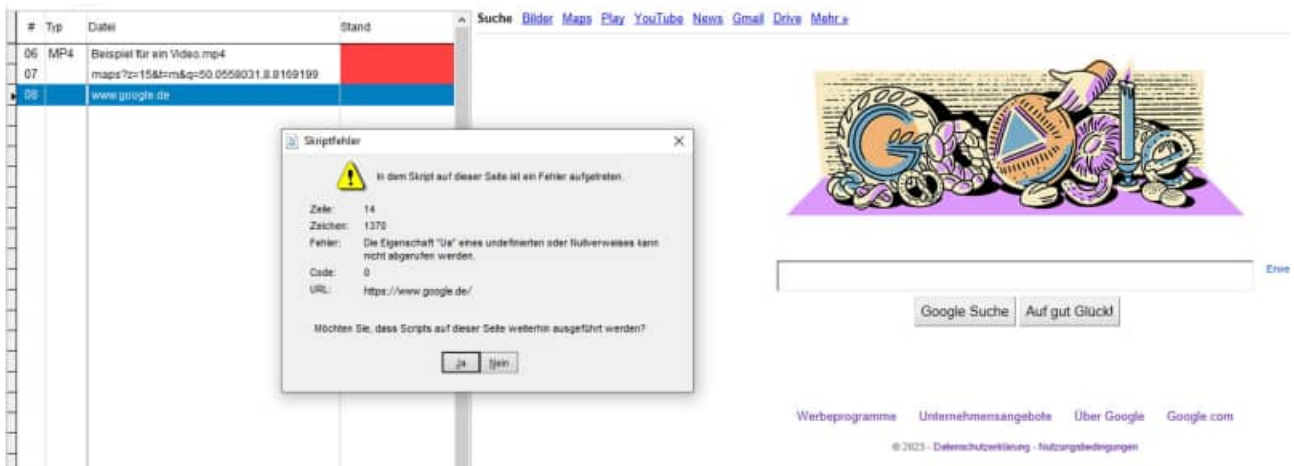 # Typ Datei Stand
06 MP4 Beispiel für ein Video.mp4
07 maps?z=15&t=m&q=50.0558031,8.8169199
08 www.google.de
Suche Bilder Maps Play YouTube News Gmail Drive Mehr »
Google
Skriptfehler
In dem Skript auf dieser Seite ist ein Fehler aufgetreten.
Zeile: 14
Zeichen: 1370
Fehler: Die Eigenschaft "Ua" eines undefinierten oder Nullverweises kann
nicht abgerufen werden.
Code: 0
URL: https://www.google.de/
Möchten Sie, dass Scripts auf dieser Seite weiterhin ausgeführt werden?
Ja Nein
Erwe
Google Suche Auf gut Glück!
Werbeprogramme Unternehmensangebote Über Google Google.com
© 2023 - Datenschutzerklärung - Nutzungsbedingungen